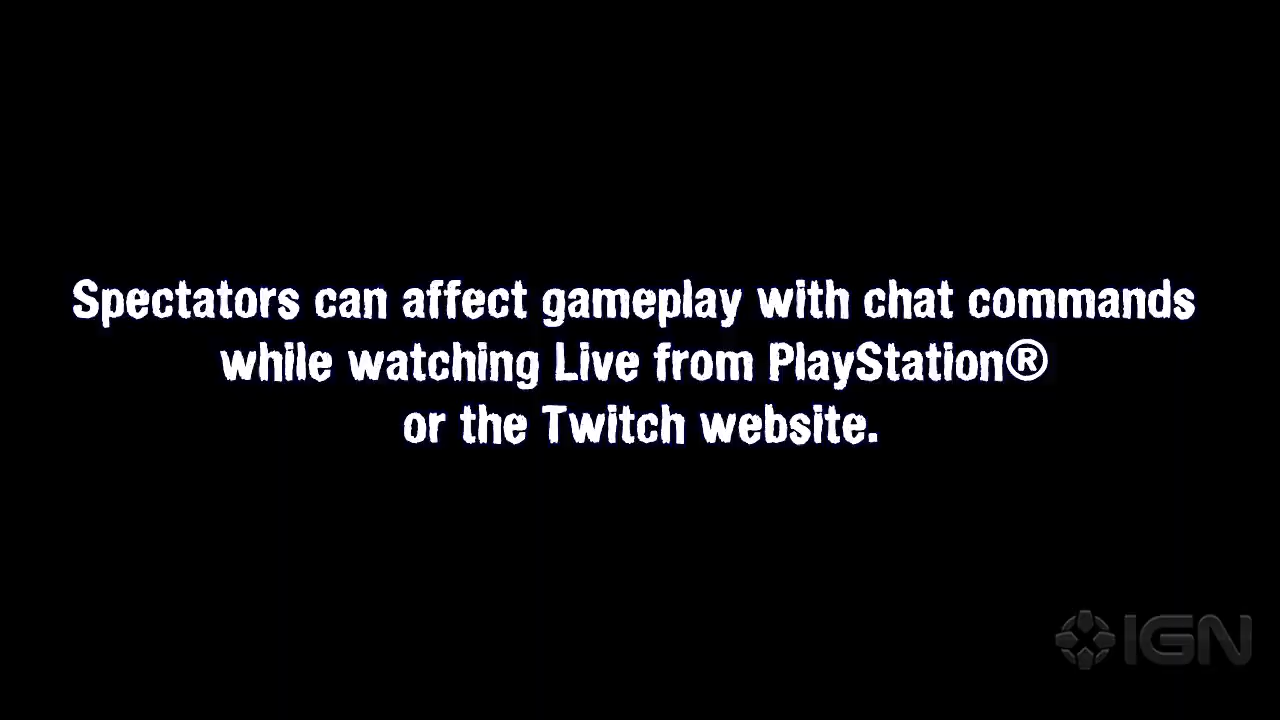 Spectators can affect gameplay with chat commands
while watching Live from PlayStation®
or the Twitch website.
IGN